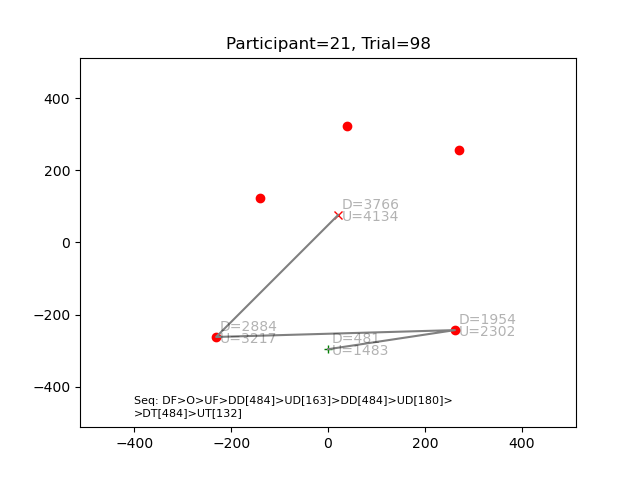 Participant=21, Trial=98
400
200
0
−200
−400
D=3766
U=4134
D=2884
U=3217
D=481
U=1483
D=1954
U=2302
Seq: DF>O>UF>DD[484]>UD[163]>DD[484]>UD[180]>
>DT[484]>UT[132]
−400
−200
0
200
400